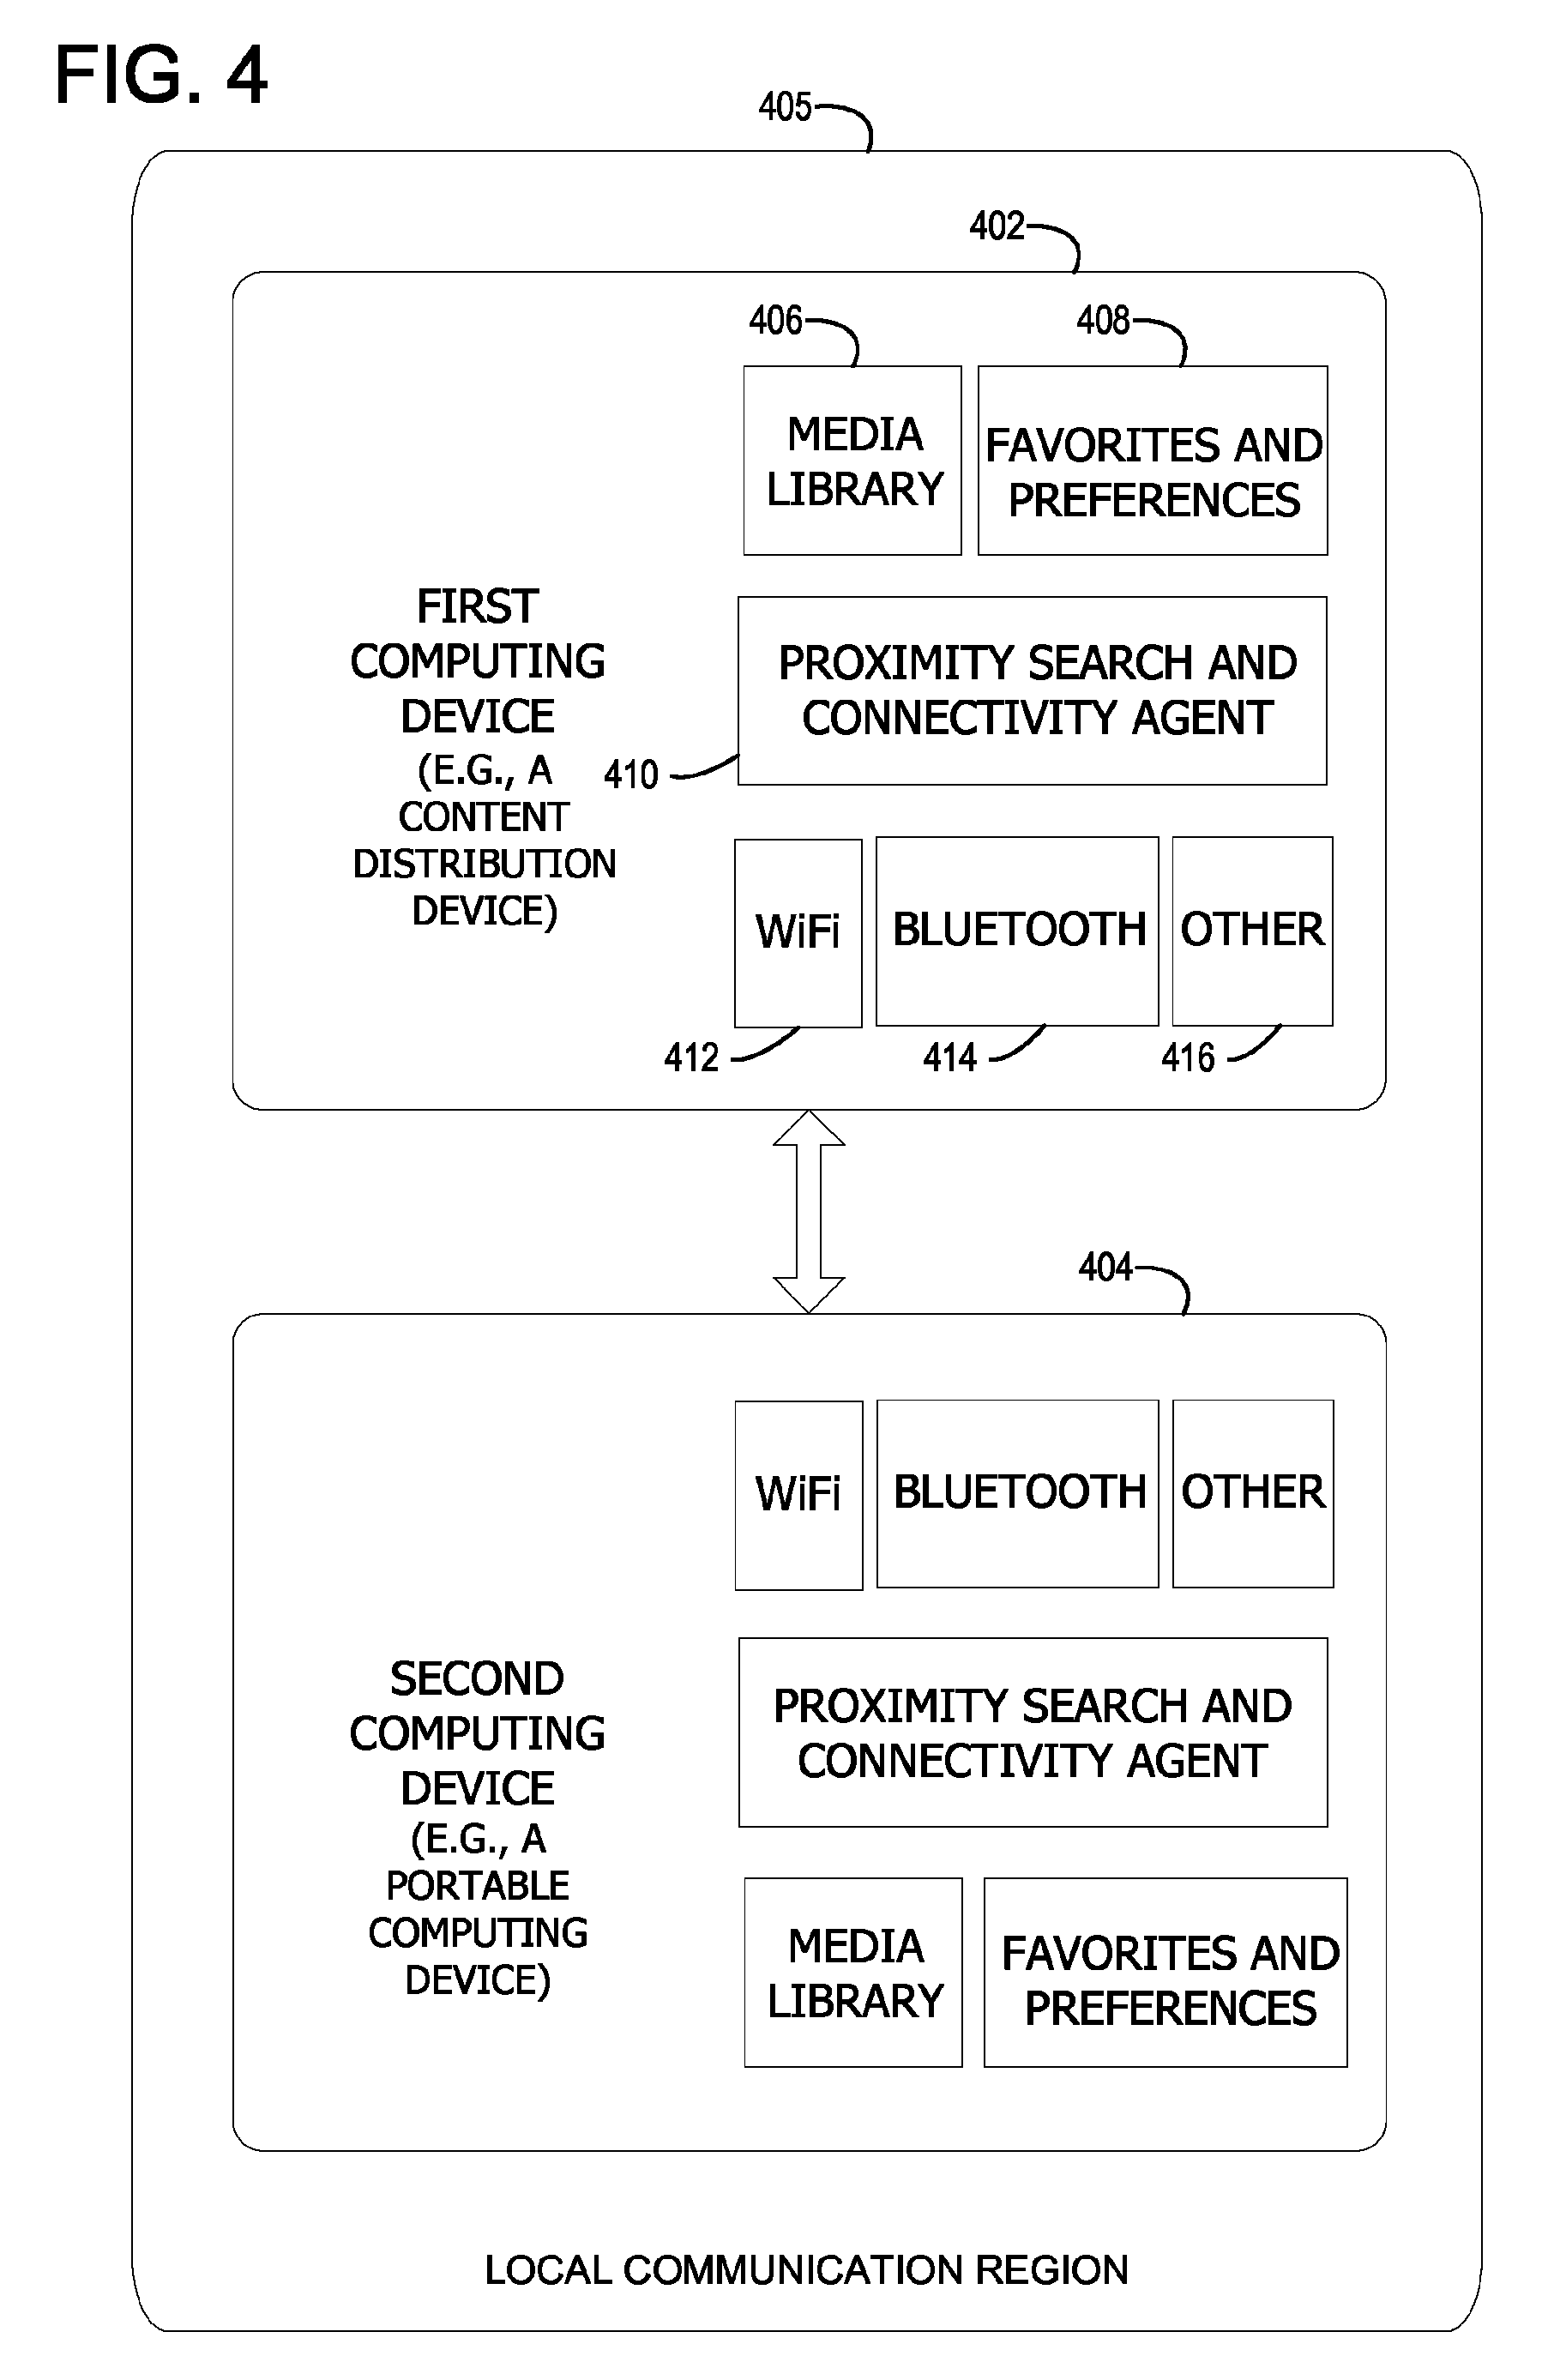 FIG. 4
405
402
406
408
MEDIA
LIBRARY
FAVORITES AND
PREFERENCES
FIRST
COMPUTING
DEVICE
(E.G., A
CONTENT
DISTRIBUTION
DEVICE)
PROXIMITY SEARCH AND
CONNECTIVITY AGENT
410
WiFi
BLUETOOTH
OTHER
412
414
416
404
WiFi
BLUETOOTH
OTHER
SECOND
COMPUTING
DEVICE
(E.G., A
PORTABLE
COMPUTING
DEVICE)
PROXIMITY SEARCH AND
CONNECTIVITY AGENT
MEDIA
LIBRARY
FAVORITES AND
PREFERENCES
LOCAL COMMUNICATION REGION